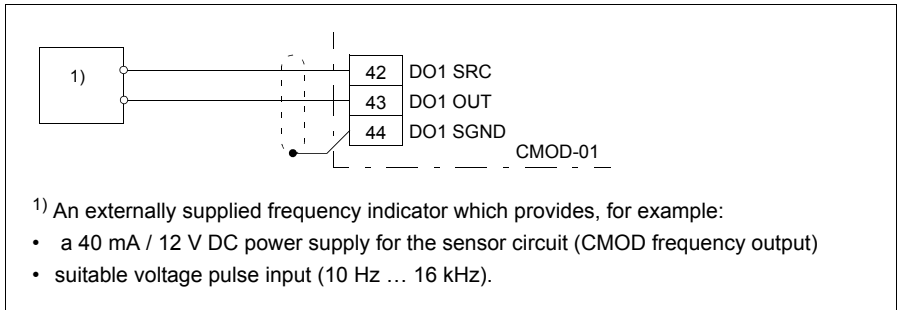 1)
42 DO1 SRC
43 DO1 OUT
44 DO1 SGND
CMOD-01
1) An externally supplied frequency indicator which provides, for example:
• a 40 mA / 12 V DC power supply for the sensor circuit (CMOD frequency output)
• suitable voltage pulse input (10 Hz … 16 kHz).